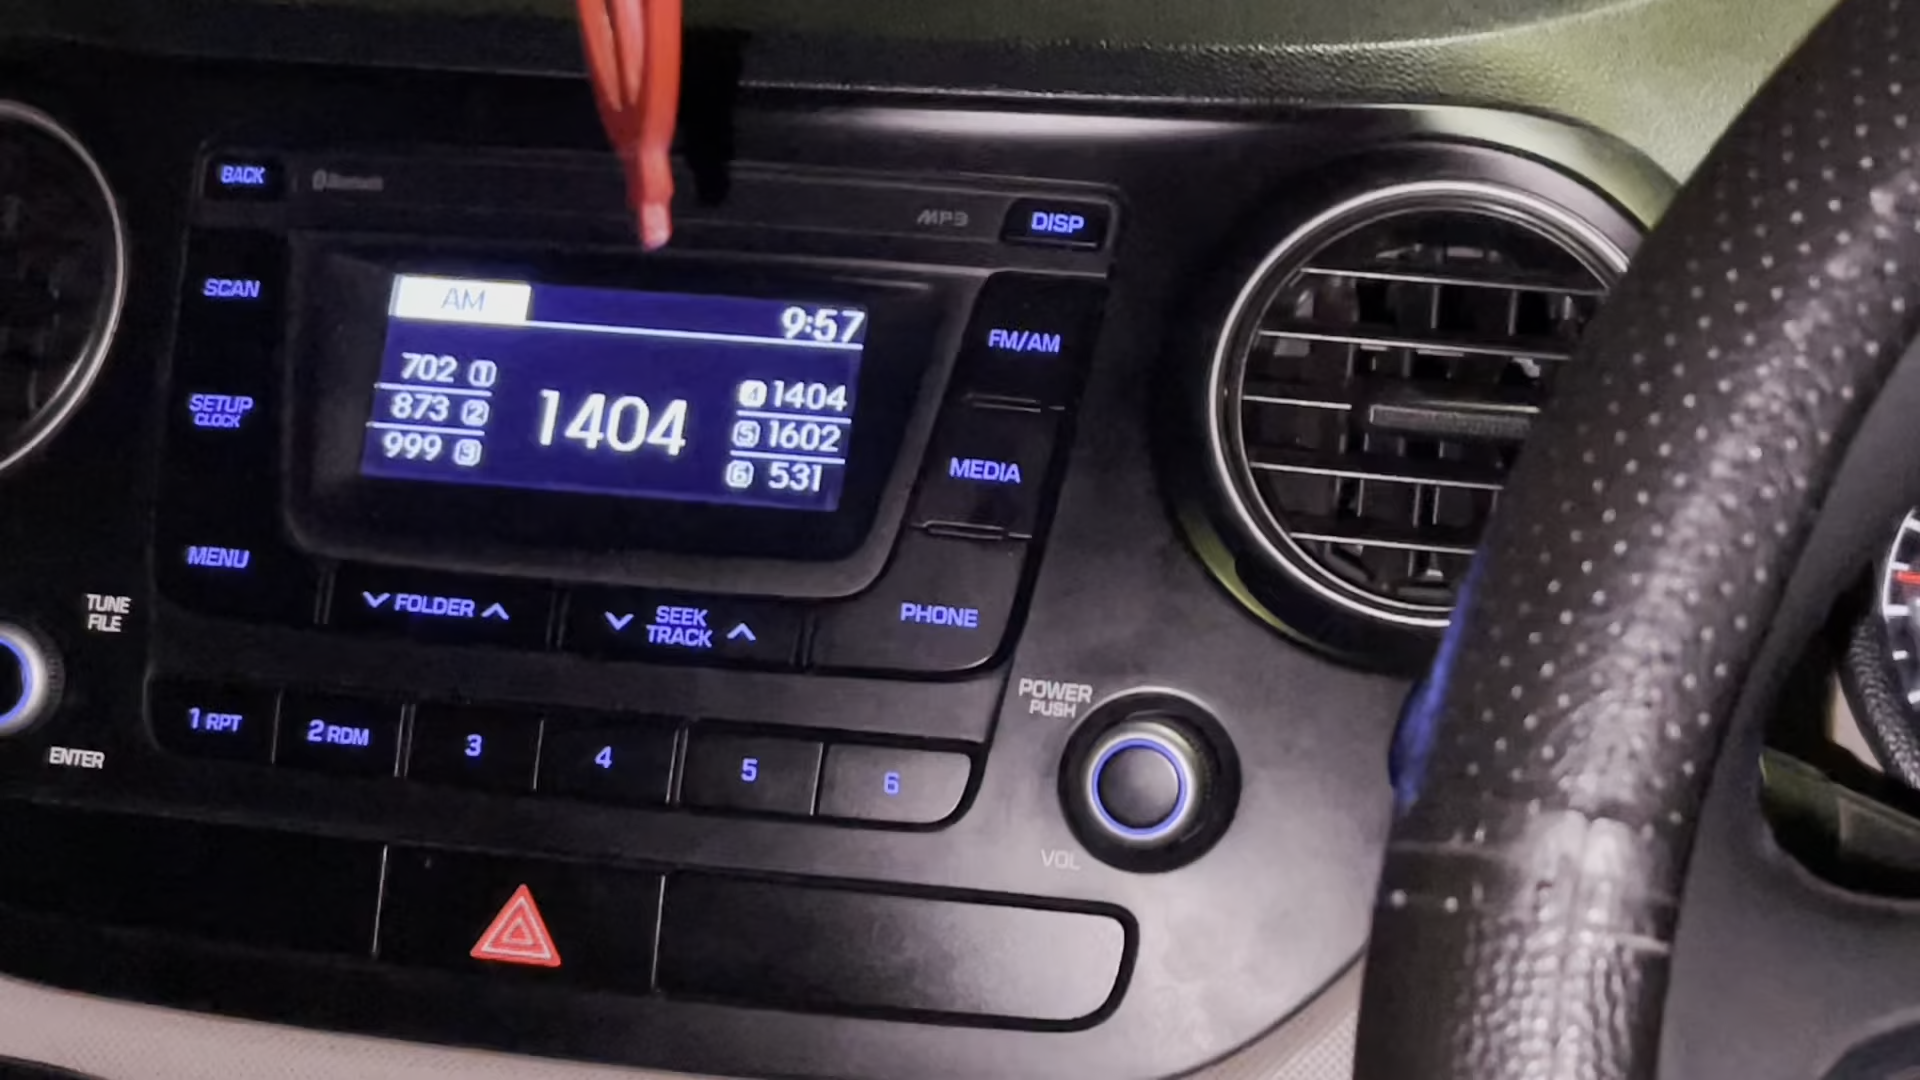 BACK
Bluetooth
MP3
DISP
SCAN
AM
9:57
FM/AM
702 1
873 2
999 3
1404
4 1404
5 1602
6 531
SETUP
CLOCK
MEDIA
MENU
TUNE
FILE
FOLDER
SEEK
TRACK
PHONE
POWER
PUSH
1 RPT
2 RDM
3
4
5
6
ENTER
VOL